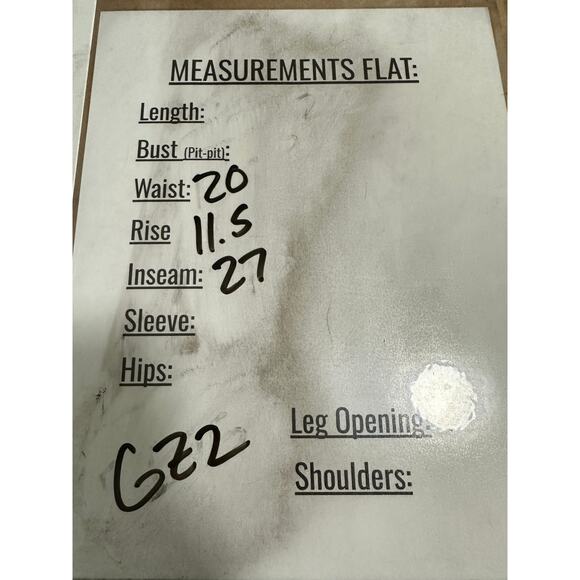 MEASUREMENTS FLAT:
Length:
Bust (Pit-pit):
Waist: 20
Rise 11.5
Inseam: 27
Sleeve:
Hips:
Leg Opening:
GZ2
Shoulders: